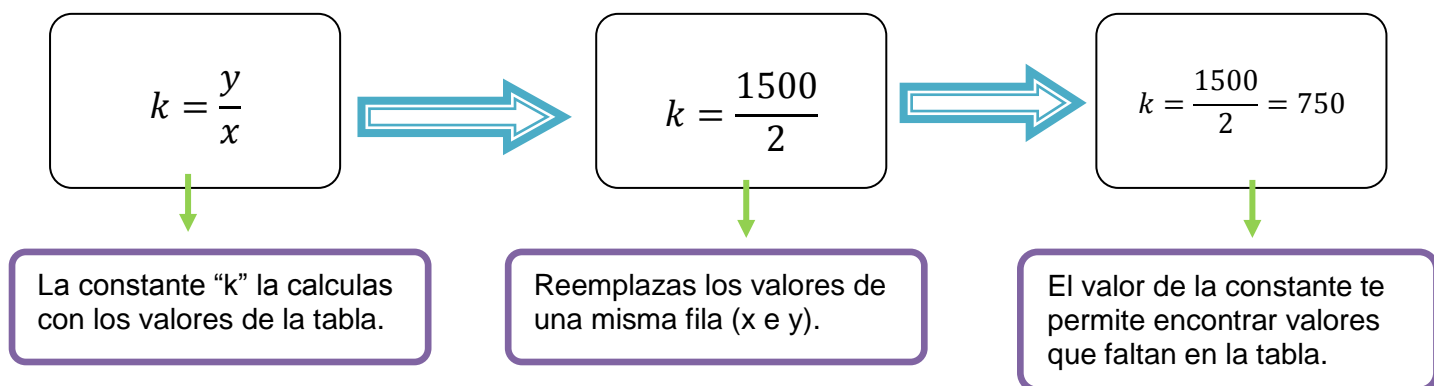 k = y/x
k = 1500/2
k = 1500/2 = 750
La constante “k” la calculas
con los valores de la tabla.
Reemplazas los valores de
una misma fila (x e y).
El valor de la constante te
permite encontrar valores
que faltan en la tabla.